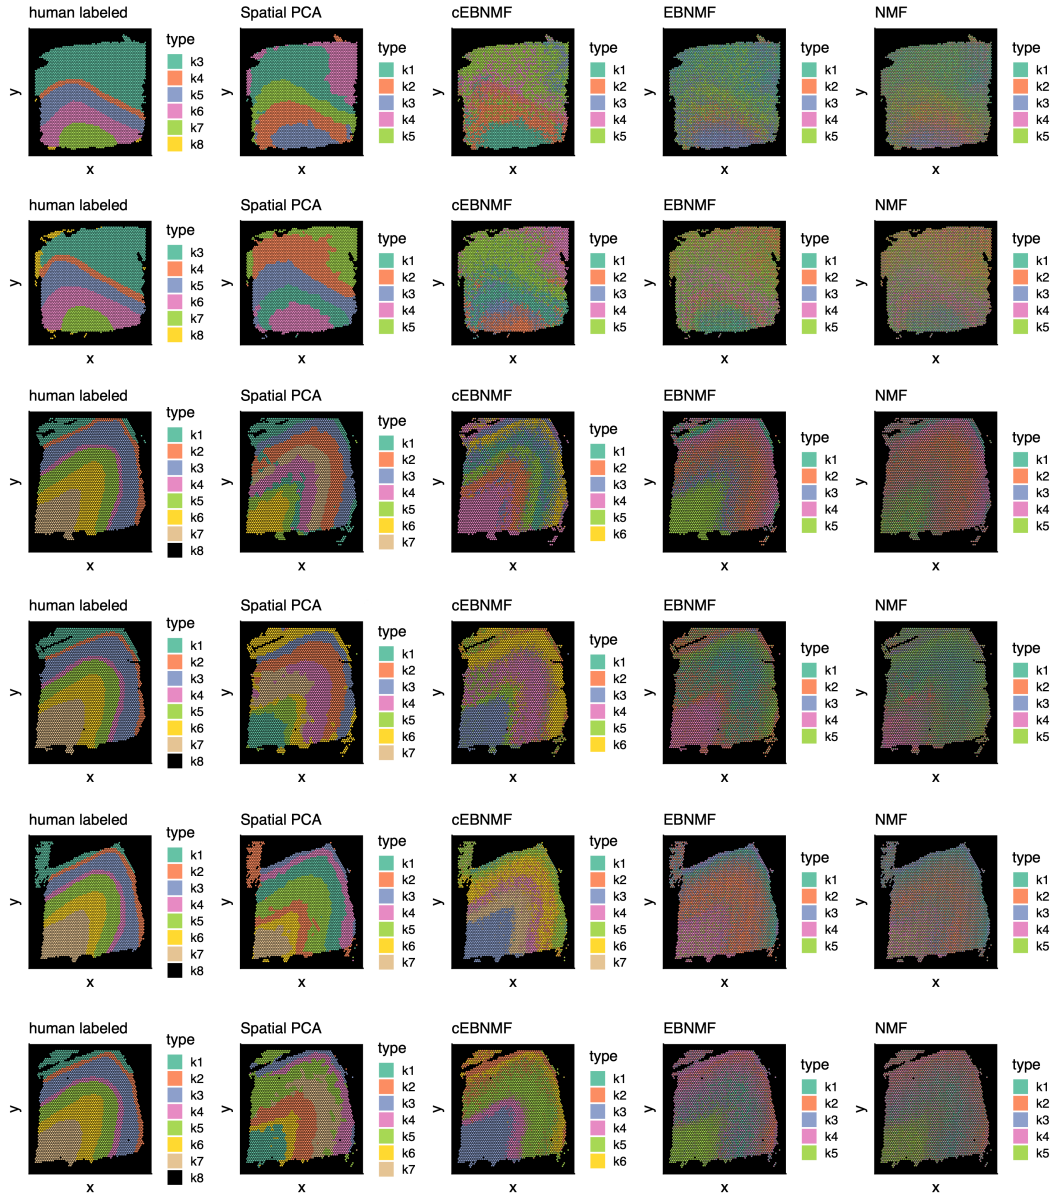 human labeled
type
k3
k4
k5
k6
k7
k8
y
x
Spatial PCA
type
k1
k2
k3
k4
k5
y
x
cEBNMF
type
k1
k2
k3
k4
k5
y
x
EBNMF
type
k1
k2
k3
k4
k5
y
x
NMF
type
k1
k2
k3
k4
k5
y
x
human labeled
type
k3
k4
k5
k6
k7
k8
y
x
Spatial PCA
type
k1
k2
k3
k4
k5
y
x
cEBNMF
type
k1
k2
k3
k4
k5
y
x
EBNMF
type
k1
k2
k3
k4
k5
y
x
NMF
type
k1
k2
k3
k4
k5
y
x
human labeled
type
k1
k2
k3
k4
k5
k6
k7
k8
y
x
Spatial PCA
type
k1
k2
k3
k4
k5
k6
k7
y
x
cEBNMF
type
k1
k2
k3
k4
k5
k6
y
x
EBNMF
type
k1
k2
k3
k4
k5
y
x
NMF
type
k1
k2
k3
k4
k5
y
x
human labeled
type
k1
k2
k3
k4
k5
k6
k7
k8
y
x
Spatial PCA
type
k1
k2
k3
k4
k5
k6
k7
y
x
cEBNMF
type
k1
k2
k3
k4
k5
k6
y
x
EBNMF
type
k1
k2
k3
k4
k5
y
x
NMF
type
k1
k2
k3
k4
k5
y
x
human labeled
type
k1
k2
k3
k4
k5
k6
k7
k8
y
x
Spatial PCA
type
k1
k2
k3
k4
k5
k6
k7
y
x
cEBNMF
type
k1
k2
k3
k4
k5
k6
k7
y
x
EBNMF
type
k1
k2
k3
k4
k5
y
x
NMF
type
k1
k2
k3
k4
k5
y
x
human labeled
type
k1
k2
k3
k4
k5
k6
k7
k8
y
x
Spatial PCA
type
k1
k2
k3
k4
k5
k6
k7
y
x
cEBNMF
type
k1
k2
k3
k4
k5
k6
y
x
EBNMF
type
k1
k2
k3
k4
k5
y
x
NMF
type
k1
k2
k3
k4
k5
y
x